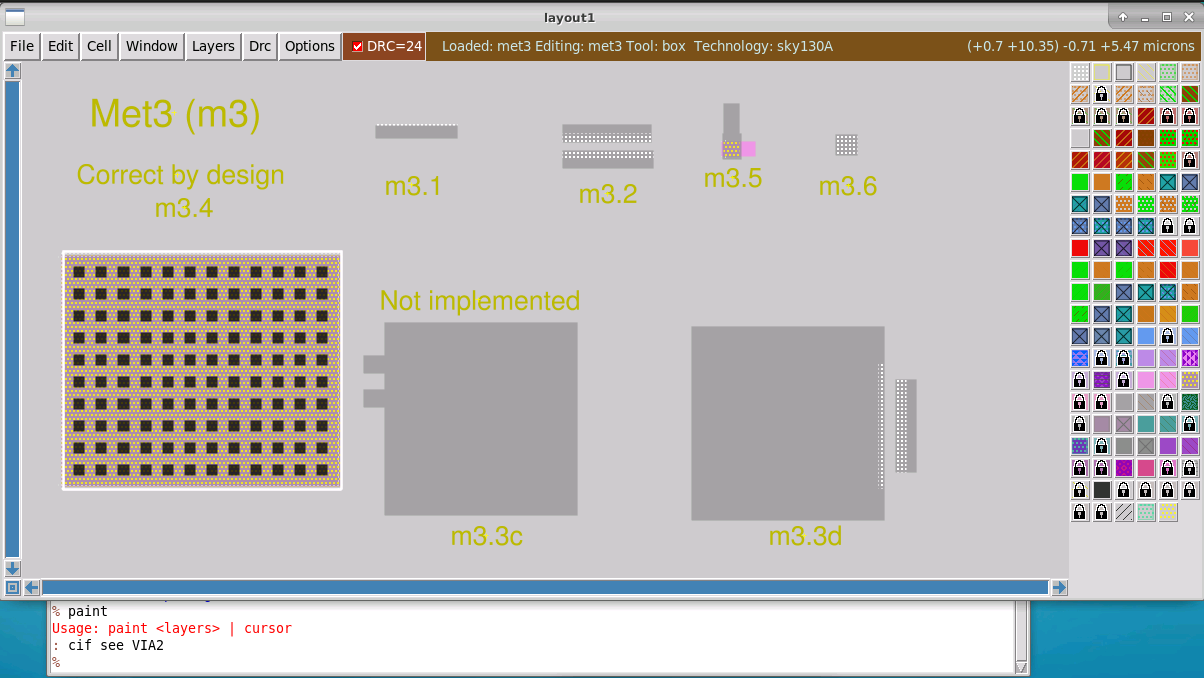 layout1
File Edit Cell Window Layers Drc Options DRC=24 Loaded: met3 Editing: met3 Tool: box Technology: sky130A (+0.7 +10.35) -0.71 +5.47 microns
Met3 (m3)
Correct by design
m3.4
m3.1
m3.2
m3.5
m3.6
Not implemented
m3.3c
m3.3d
% paint
Usage: paint <layers> | cursor
: cif see VIA2
%